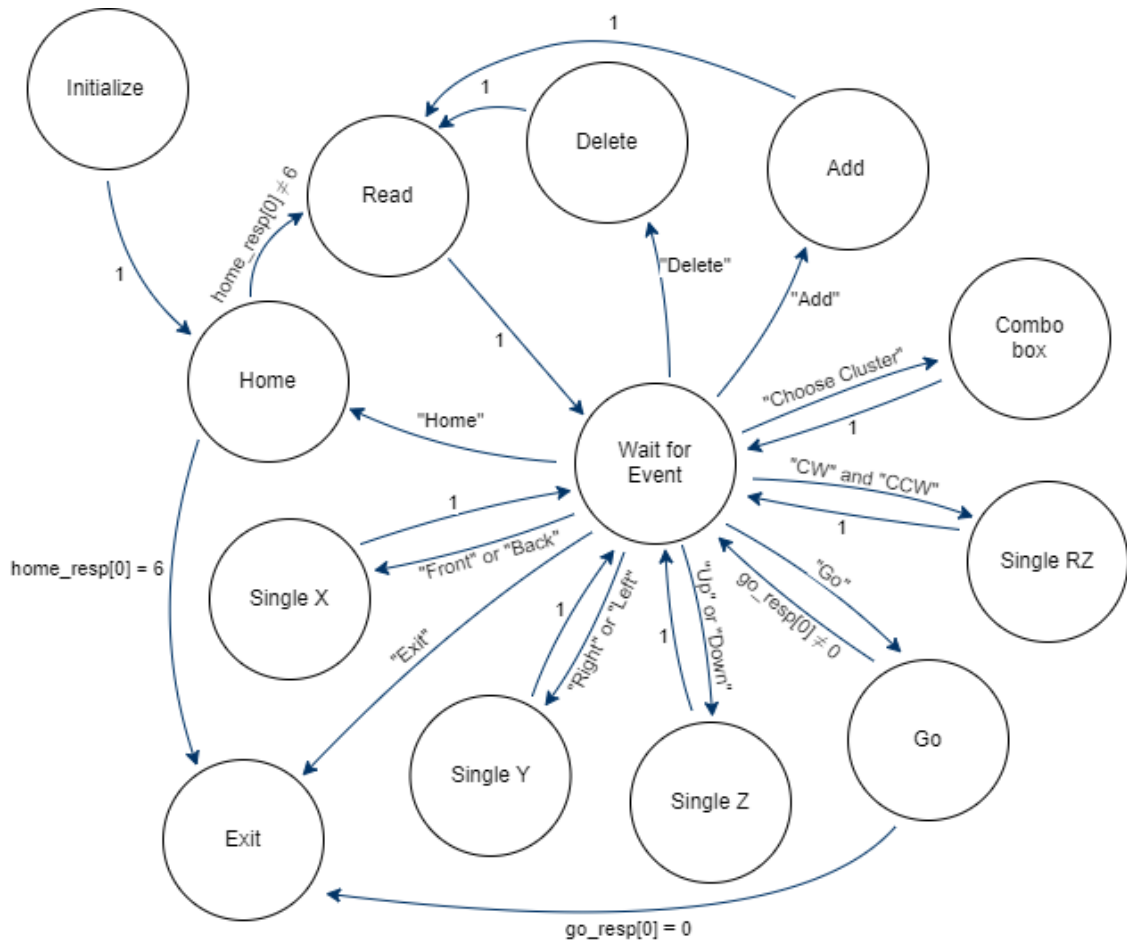 1
Initialize
1
Delete
Add
Read
home_resp[0] ≠ 6
1
"Delete"
"Add"
Combo
box
1
Home
"Choose Cluster"
1
"Home"
Wait for
Event
"CW" and "CCW"
1
1
"Front" or "Back"
Single X
Single RZ
"Go"
go_resp[0] ≠ 0
home_resp[0] = 6
"Exit"
1
"Right" or "Left"
1
"Up" or "Down"
Go
Single Y
Single Z
Exit
go_resp[0] = 0